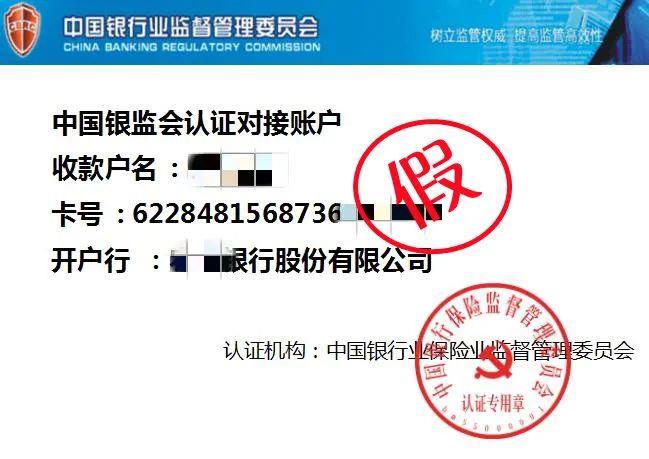 CBRC
中国银行业监督管理委员会
CHINA BANKING REGULATORY COMMISSION
树立监管权威 提高监管高效性
中国银监会认证对接账户
收款户名：
卡号：6228481568736
假
开户行 ：银行股份有限公司
认证机构：中国银行业保险业监督管理委员会
中国银行保险监督管理委员会
认证专用章